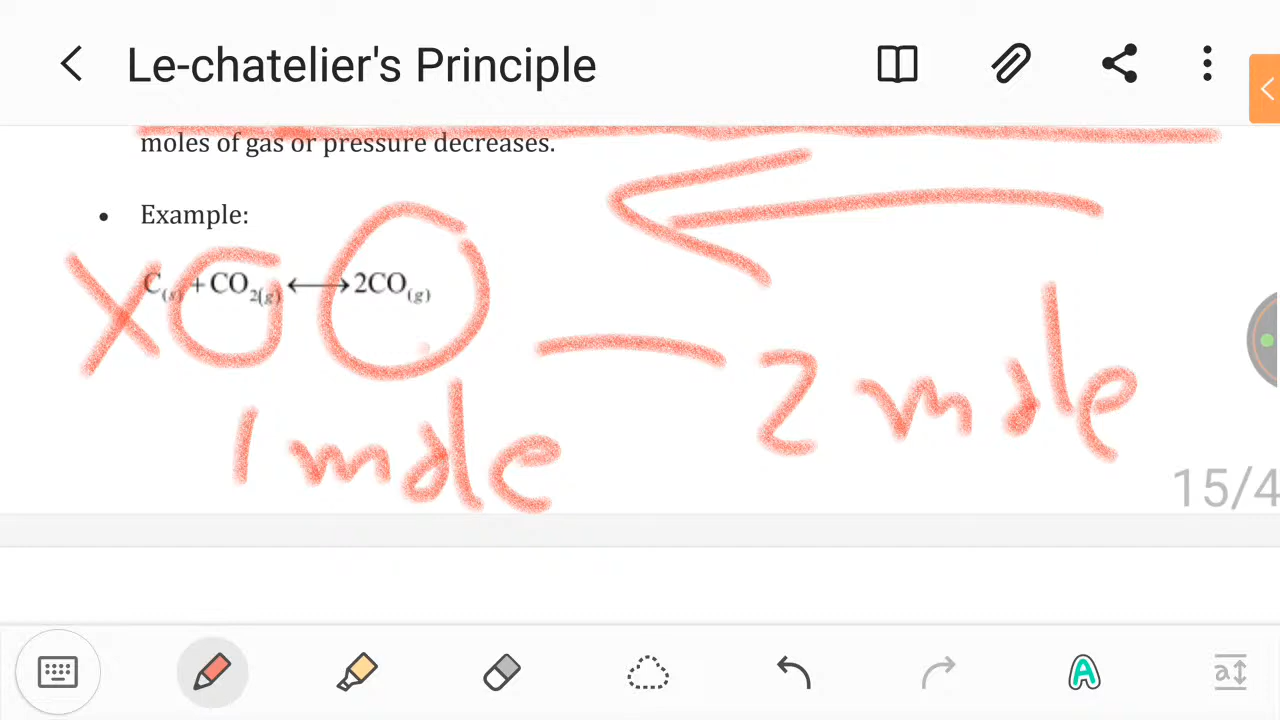 Le-chatelier's Principle
moles of gas or pressure decreases.
• Example:
X C(s) + CO2(g) ⟷ 2CO(g)
1 mole — 2 mole
15/4